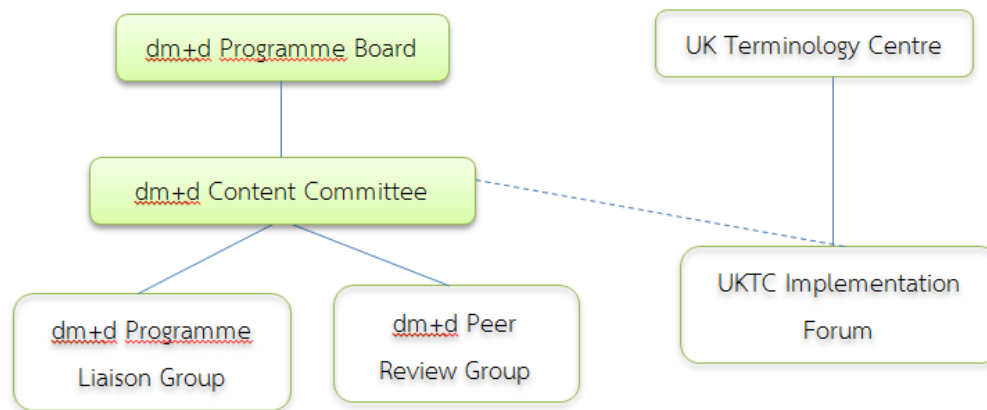 dm+d Programme Board
UK Terminology Centre
dm+d Content Committee
dm+d Programme
Liaison Group
dm+d Peer
Review Group
UKTC Implementation
Forum